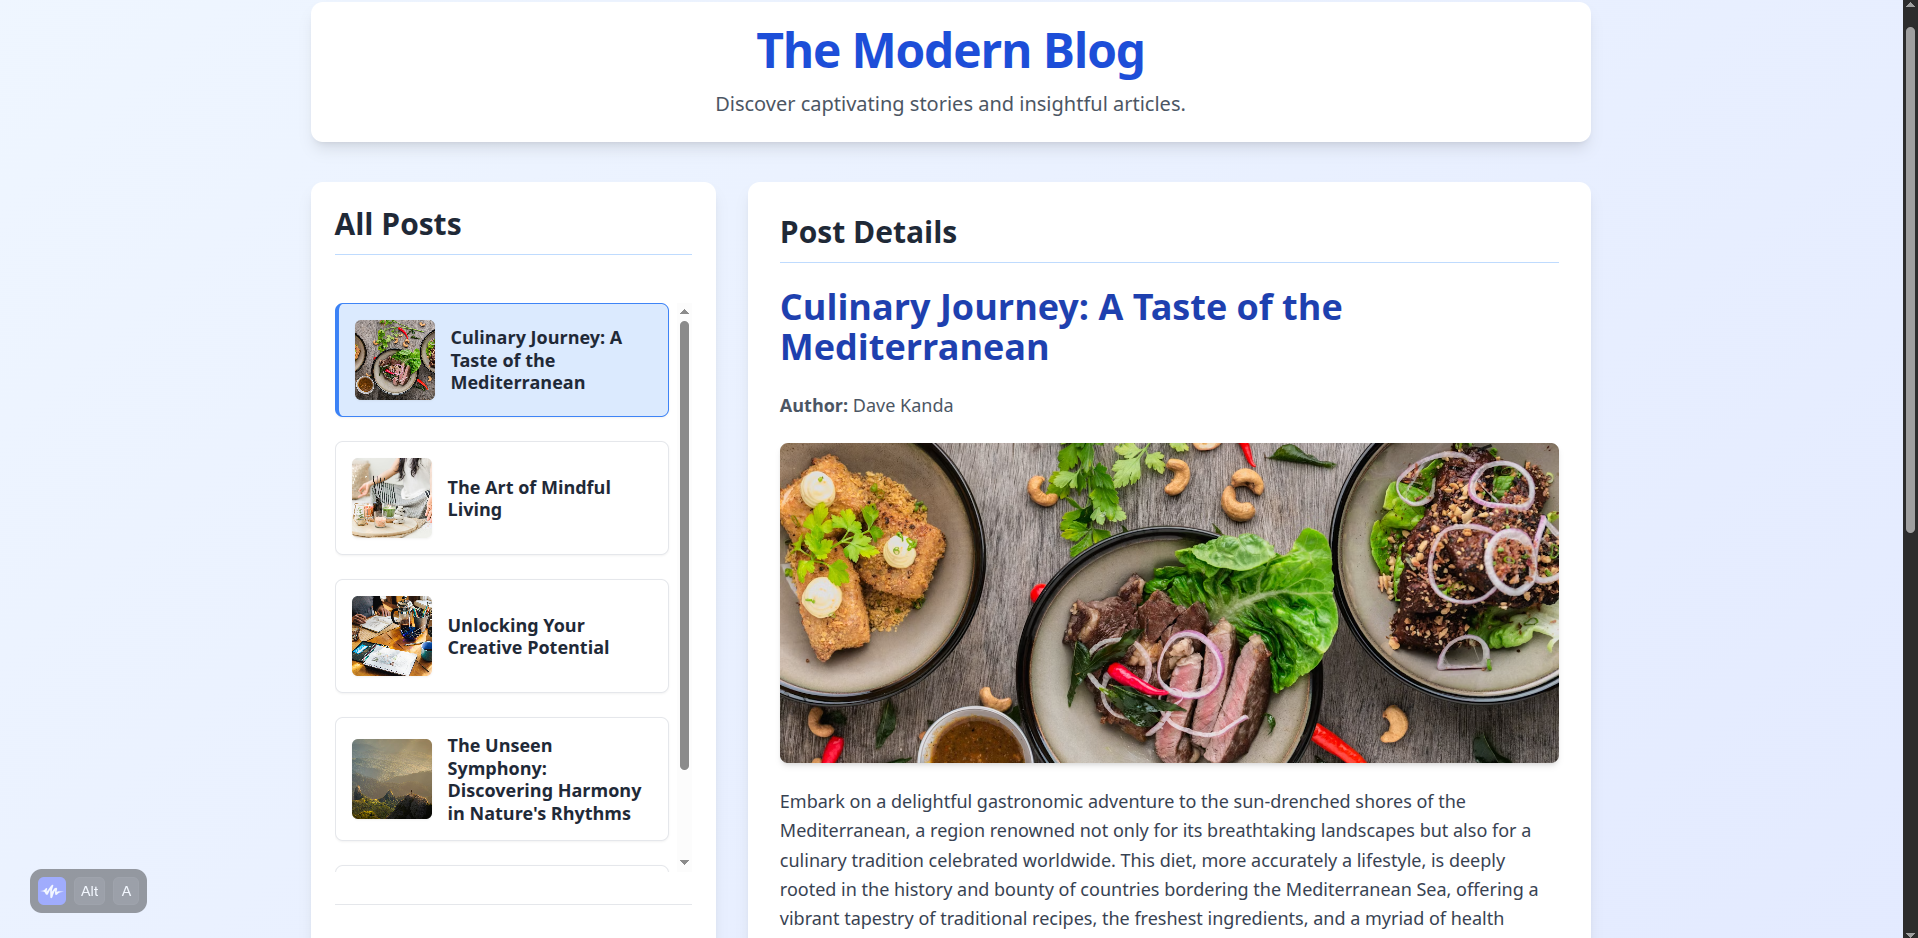 The Modern Blog
Discover captivating stories and insightful articles.
All Posts
Culinary Journey: A
Taste of the
Mediterranean
The Art of Mindful
Living
Unlocking Your
Creative Potential
The Unseen
Symphony:
Discovering Harmony
in Nature's Rhythms
Post Details
Culinary Journey: A Taste of the
Mediterranean
Author: Dave Kanda
Embark on a delightful gastronomic adventure to the sun-drenched shores of the
Mediterranean, a region renowned not only for its breathtaking landscapes but also for a
culinary tradition celebrated worldwide. This diet, more accurately a lifestyle, is deeply
rooted in the history and bounty of countries bordering the Mediterranean Sea, offering a
vibrant tapestry of traditional recipes, the freshest ingredients, and a myriad of health
Alt A